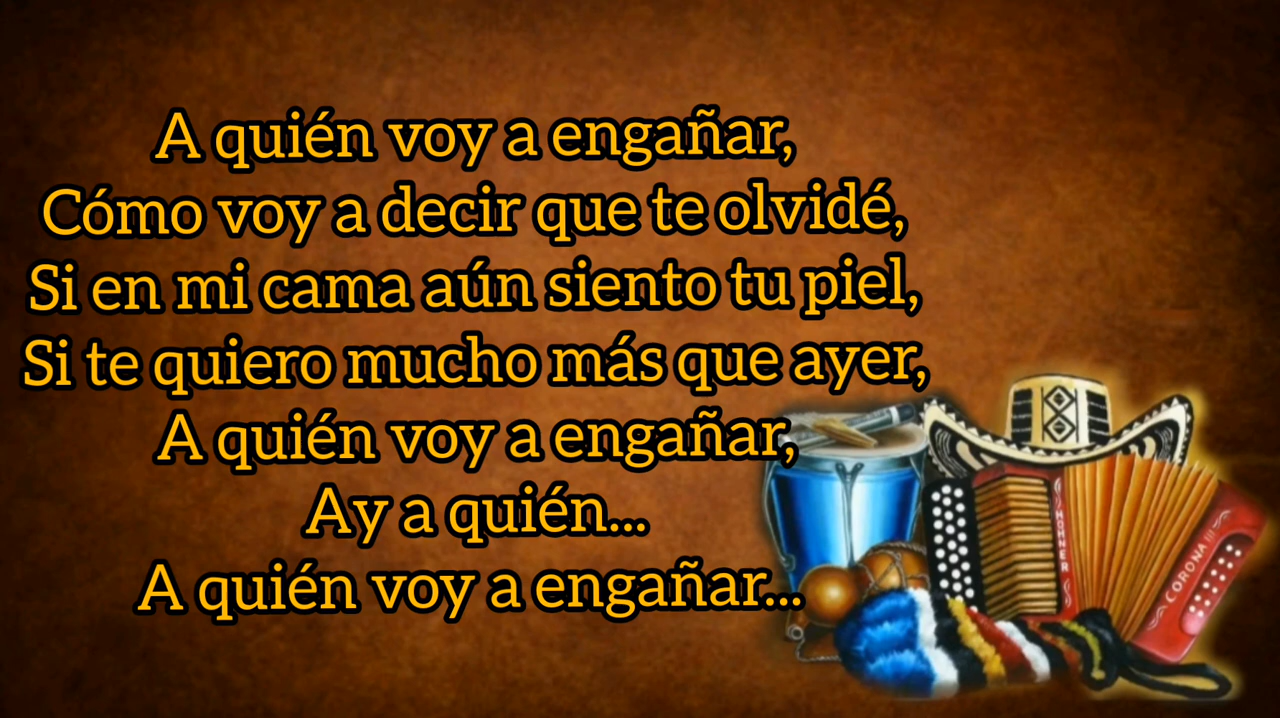 A quién voy a engañar,
Cómo voy a decir que te olvidé,
Si en mi cama aún siento tu piel,
Si te quiero mucho más que ayer,
A quién voy a engañar,
Ay a quién...
A quién voy a engañar...
HOHNER
CORONA III